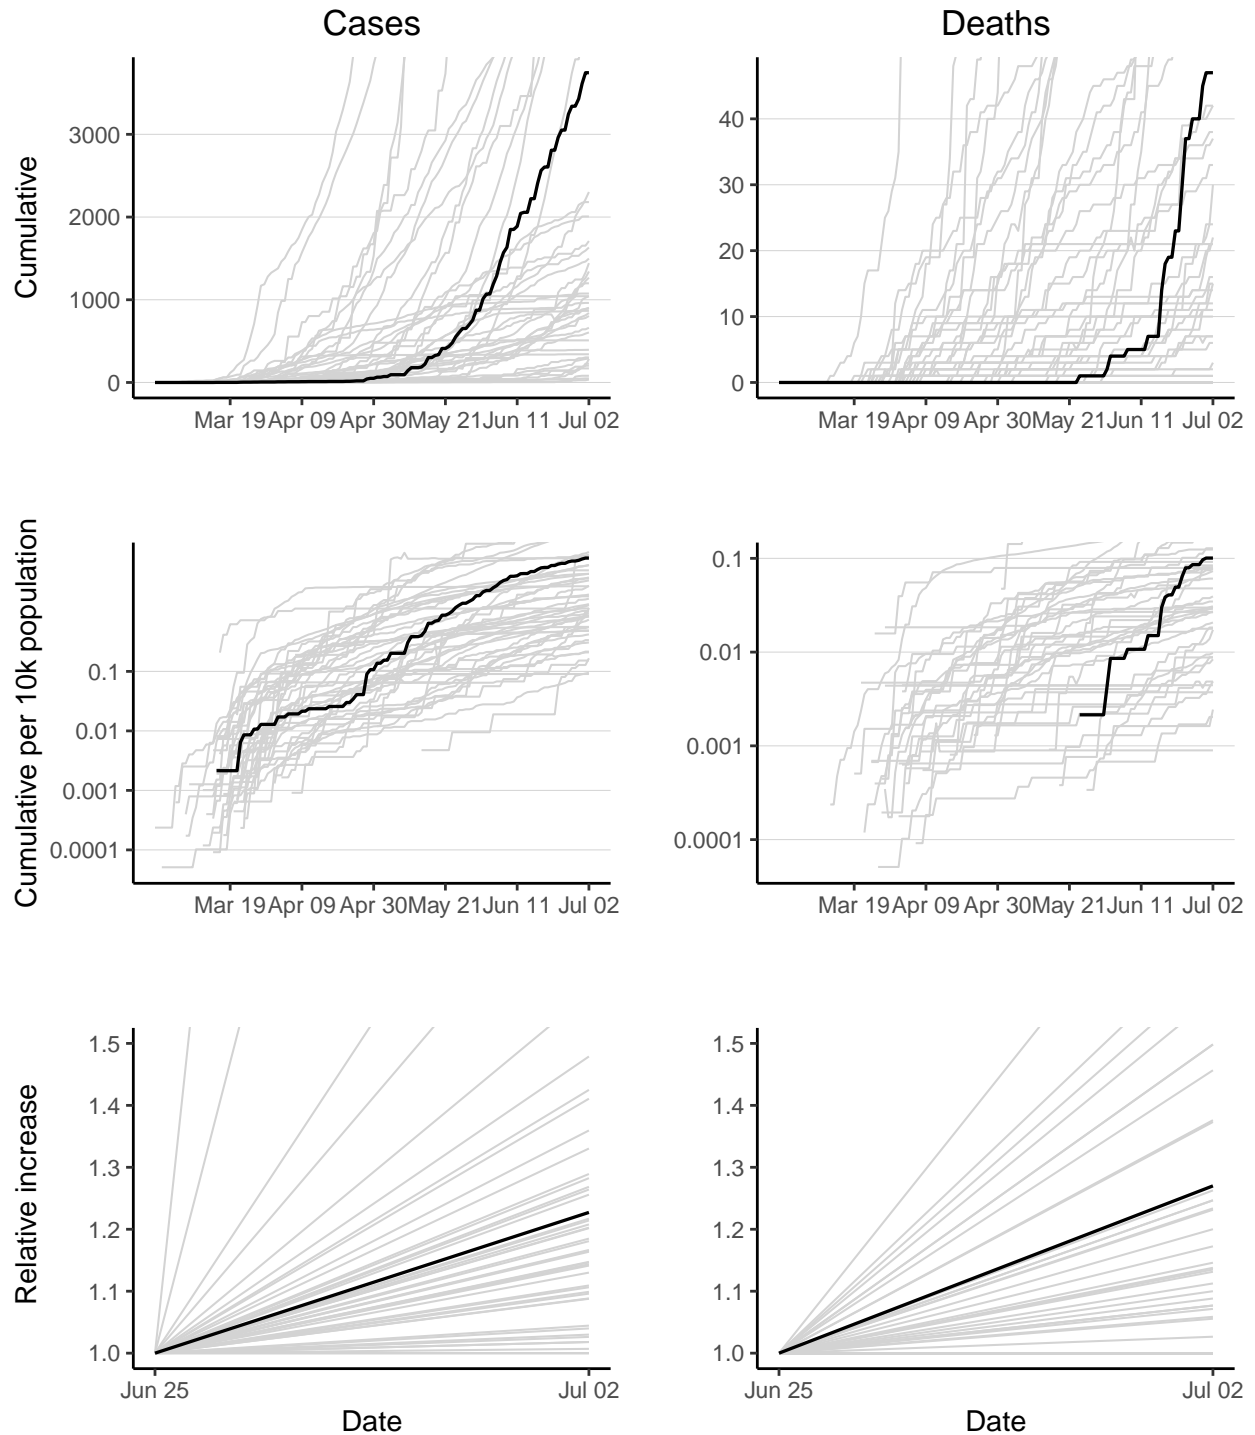 Cases
Deaths
Cumulative
3000
2000
1000
0
Mar 19 Apr 09 Apr 30 May 21 Jun 11 Jul 02
40
30
20
10
0
Mar 19 Apr 09 Apr 30 May 21 Jun 11 Jul 02
Cumulative per 10k population
0.1
0.01
0.001
0.0001
Mar 19 Apr 09 Apr 30 May 21 Jun 11 Jul 02
0.1
0.01
0.001
0.0001
Mar 19 Apr 09 Apr 30 May 21 Jun 11 Jul 02
Relative increase
1.5
1.4
1.3
1.2
1.1
1.0
Jun 25 Jul 02
Date
1.5
1.4
1.3
1.2
1.1
1.0
Jun 25 Jul 02
Date